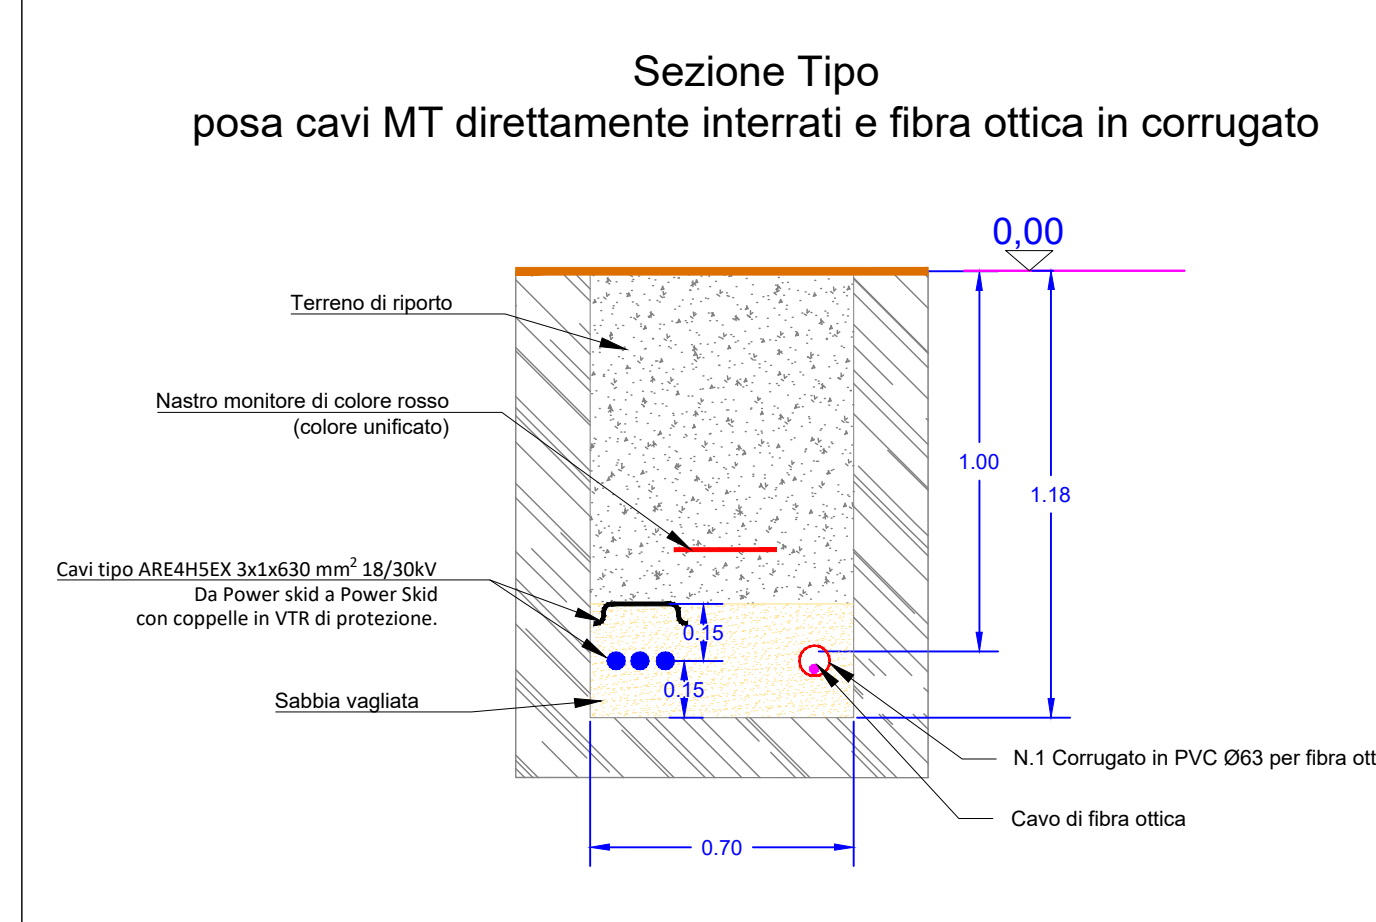 Sezione Tipo
posa cavi MT direttamente interrati e fibra ottica in corrugato
0,00
Terreno di riporto
Nastro monitore di colore rosso
(colore unificato)
1.00
1.18
Cavi tipo ARE4H5EX 3x1x630 mm² 18/30kV
Da Power skid a Power Skid
con coppelle in VTR di protezione.
0.15
0.15
Sabbia vagliata
N.1 Corrugato in PVC Ø63 per fibra ott
Cavo di fibra ottica
0.70